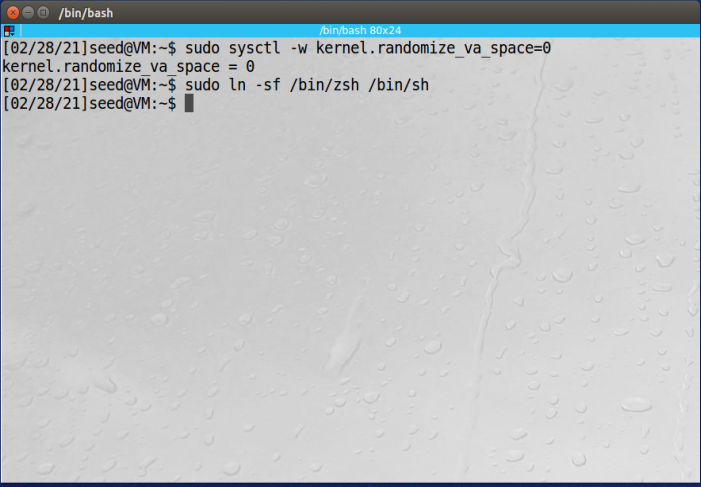 /bin/bash
/bin/bash 80x24
[02/28/21]seed@VM:~$ sudo sysctl -w kernel.randomize_va_space=0
kernel.randomize_va_space = 0
[02/28/21]seed@VM:~$ sudo ln -sf /bin/zsh /bin/sh
[02/28/21]seed@VM:~$